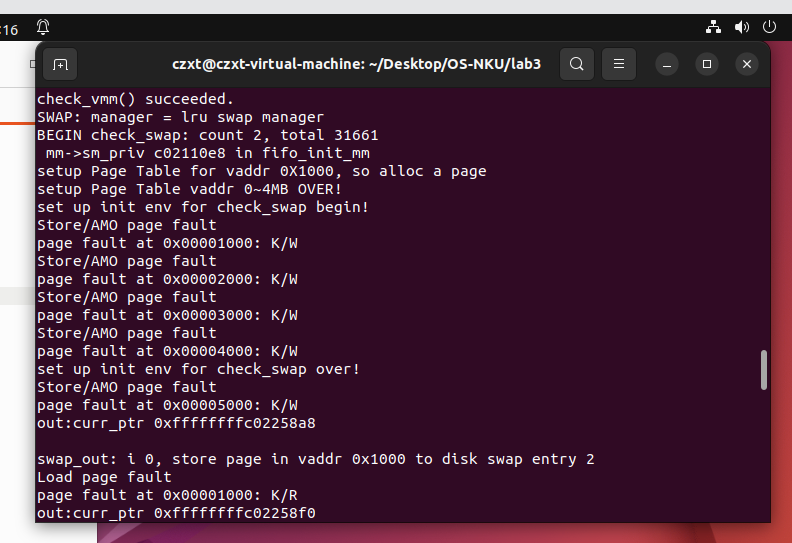 :16
czxt@czxt-virtual-machine: ~/Desktop/OS-NKU/lab3
check_vmm() succeeded.
SWAP: manager = lru swap manager
BEGIN check_swap: count 2, total 31661
 mm->sm_priv c02110e8 in fifo_init_mm
setup Page Table for vaddr 0X1000, so alloc a page
setup Page Table vaddr 0~4MB OVER!
set up init env for check_swap begin!
Store/AMO page fault
page fault at 0x00001000: K/W
Store/AMO page fault
page fault at 0x00002000: K/W
Store/AMO page fault
page fault at 0x00003000: K/W
Store/AMO page fault
page fault at 0x00004000: K/W
set up init env for check_swap over!
Store/AMO page fault
page fault at 0x00005000: K/W
out:curr_ptr 0xffffffffc02258a8
swap_out: i 0, store page in vaddr 0x1000 to disk swap entry 2
Load page fault
page fault at 0x00001000: K/R
out:curr_ptr 0xffffffffc02258f0